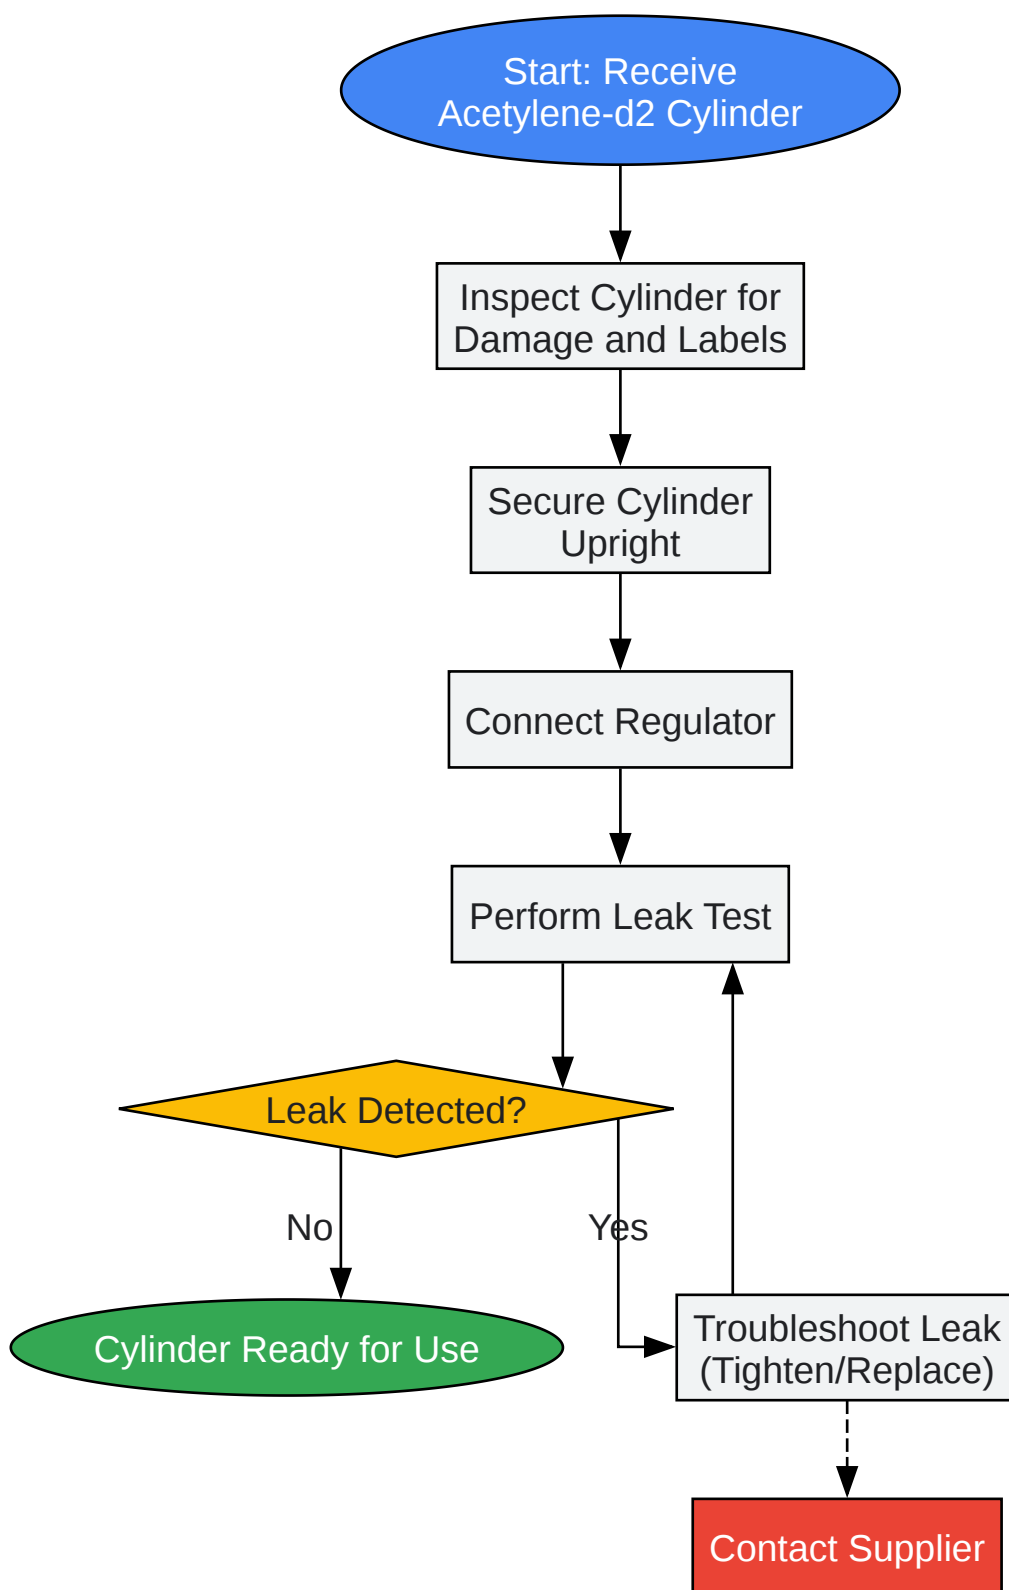 Start: Receive
Acetylene-d2 Cylinder
Inspect Cylinder for
Damage and Labels
Secure Cylinder
Upright
Connect Regulator
Perform Leak Test
Leak Detected?
No
Yes
Cylinder Ready for Use
Troubleshoot Leak
(Tighten/Replace)
Contact Supplier